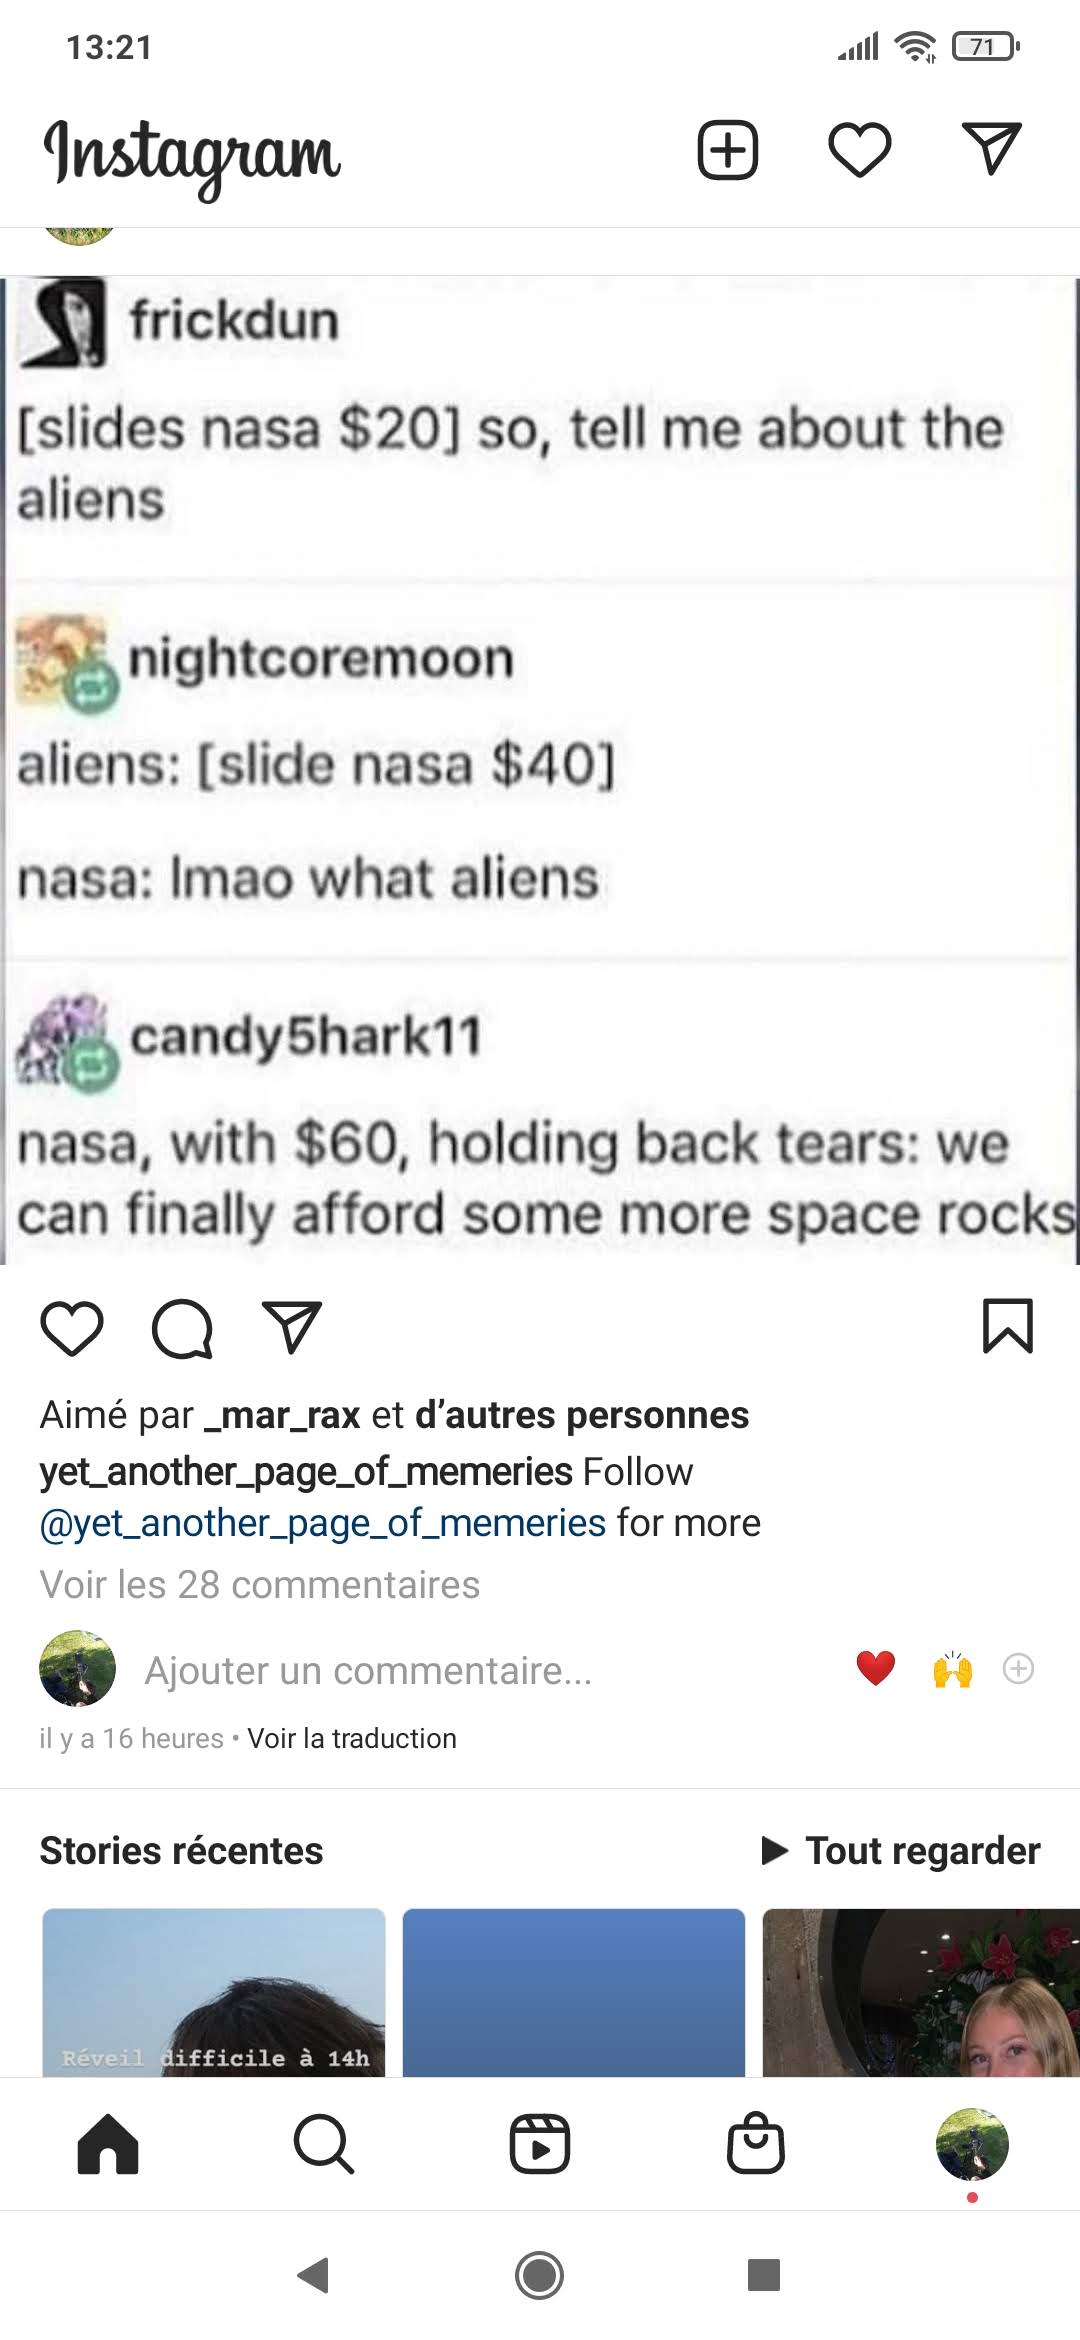 13:21
71
Instagram
frickdun
[slides nasa $20] so, tell me about the
aliens
nightcoremoon
aliens: [slide nasa $40]
nasa: lmao what aliens
candy5hark11
nasa, with $60, holding back tears: we
can finally afford some more space rocks
Aimé par _mar_rax et d’autres personnes
yet_another_page_of_memeries Follow
@yet_another_page_of_memeries for more
Voir les 28 commentaires
Ajouter un commentaire...
il y a 16 heures • Voir la traduction
Stories récentes
Tout regarder
Réveil difficile à 14h